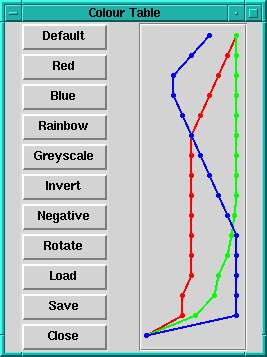 Colour Table
Default
Red
Blue
Rainbow
Greyscale
Invert
Negative
Rotate
Load
Save
Close